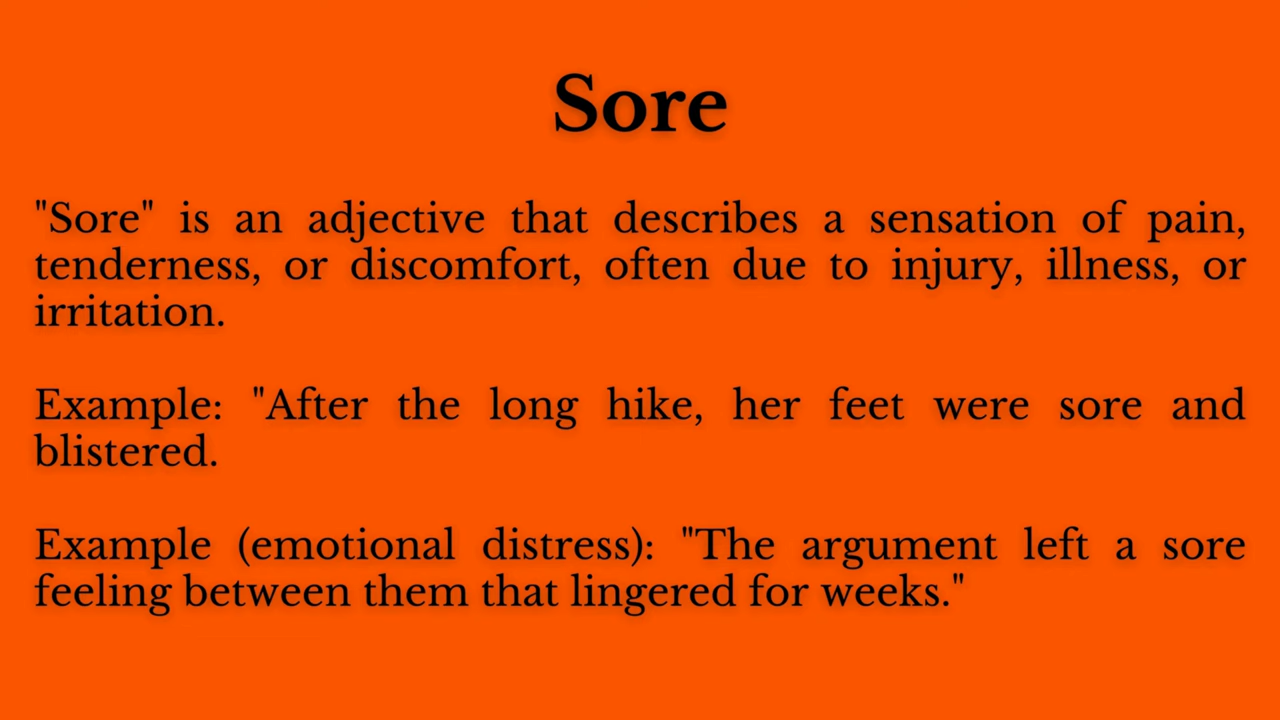 Sore
"Sore" is an adjective that describes a sensation of pain,
tenderness, or discomfort, often due to injury, illness, or
irritation.
Example: "After the long hike, her feet were sore and
blistered.
Example (emotional distress): "The argument left a sore
feeling between them that lingered for weeks."